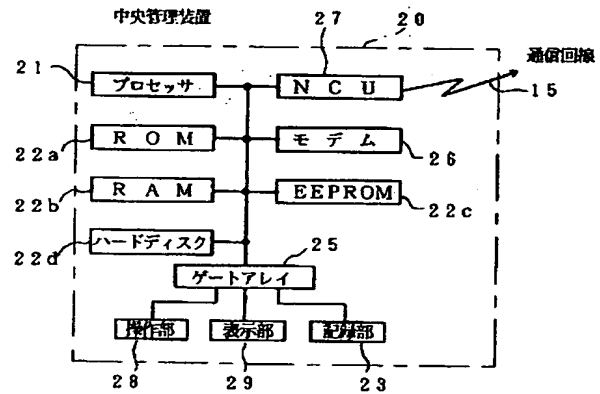 中央管理装置
27
20
通信回線
21
プロセッサ
NCU
15
ROM
モデム
22a
26
RAM
EEPROM
22b
22c
ハードディスク
25
22d
ゲートアレイ
操作部
表示部
記録部
28
29
23